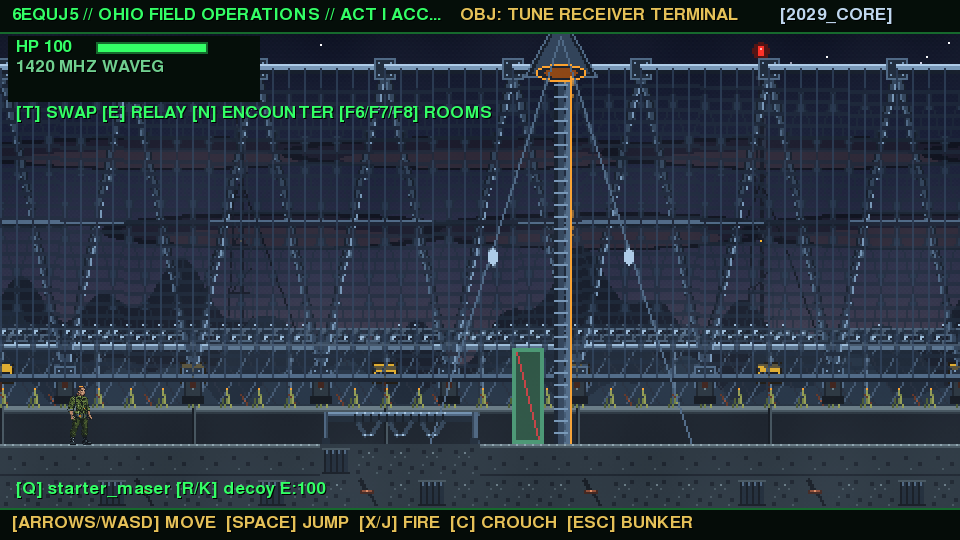 6EQUJ5 // OHIO FIELD OPERATIONS // ACT I ACC... OBJ: TUNE RECEIVER TERMINAL [2029_CORE]
HP 100
1420 MHZ WAVEG
[T] SWAP [E] RELAY [N] ENCOUNTER [F6/F7/F8] ROOMS
[Q] starter_maser [R/K] decoy E:100
[ARROWS/WASD] MOVE [SPACE] JUMP [X/J] FIRE [C] CROUCH [ESC] BUNKER